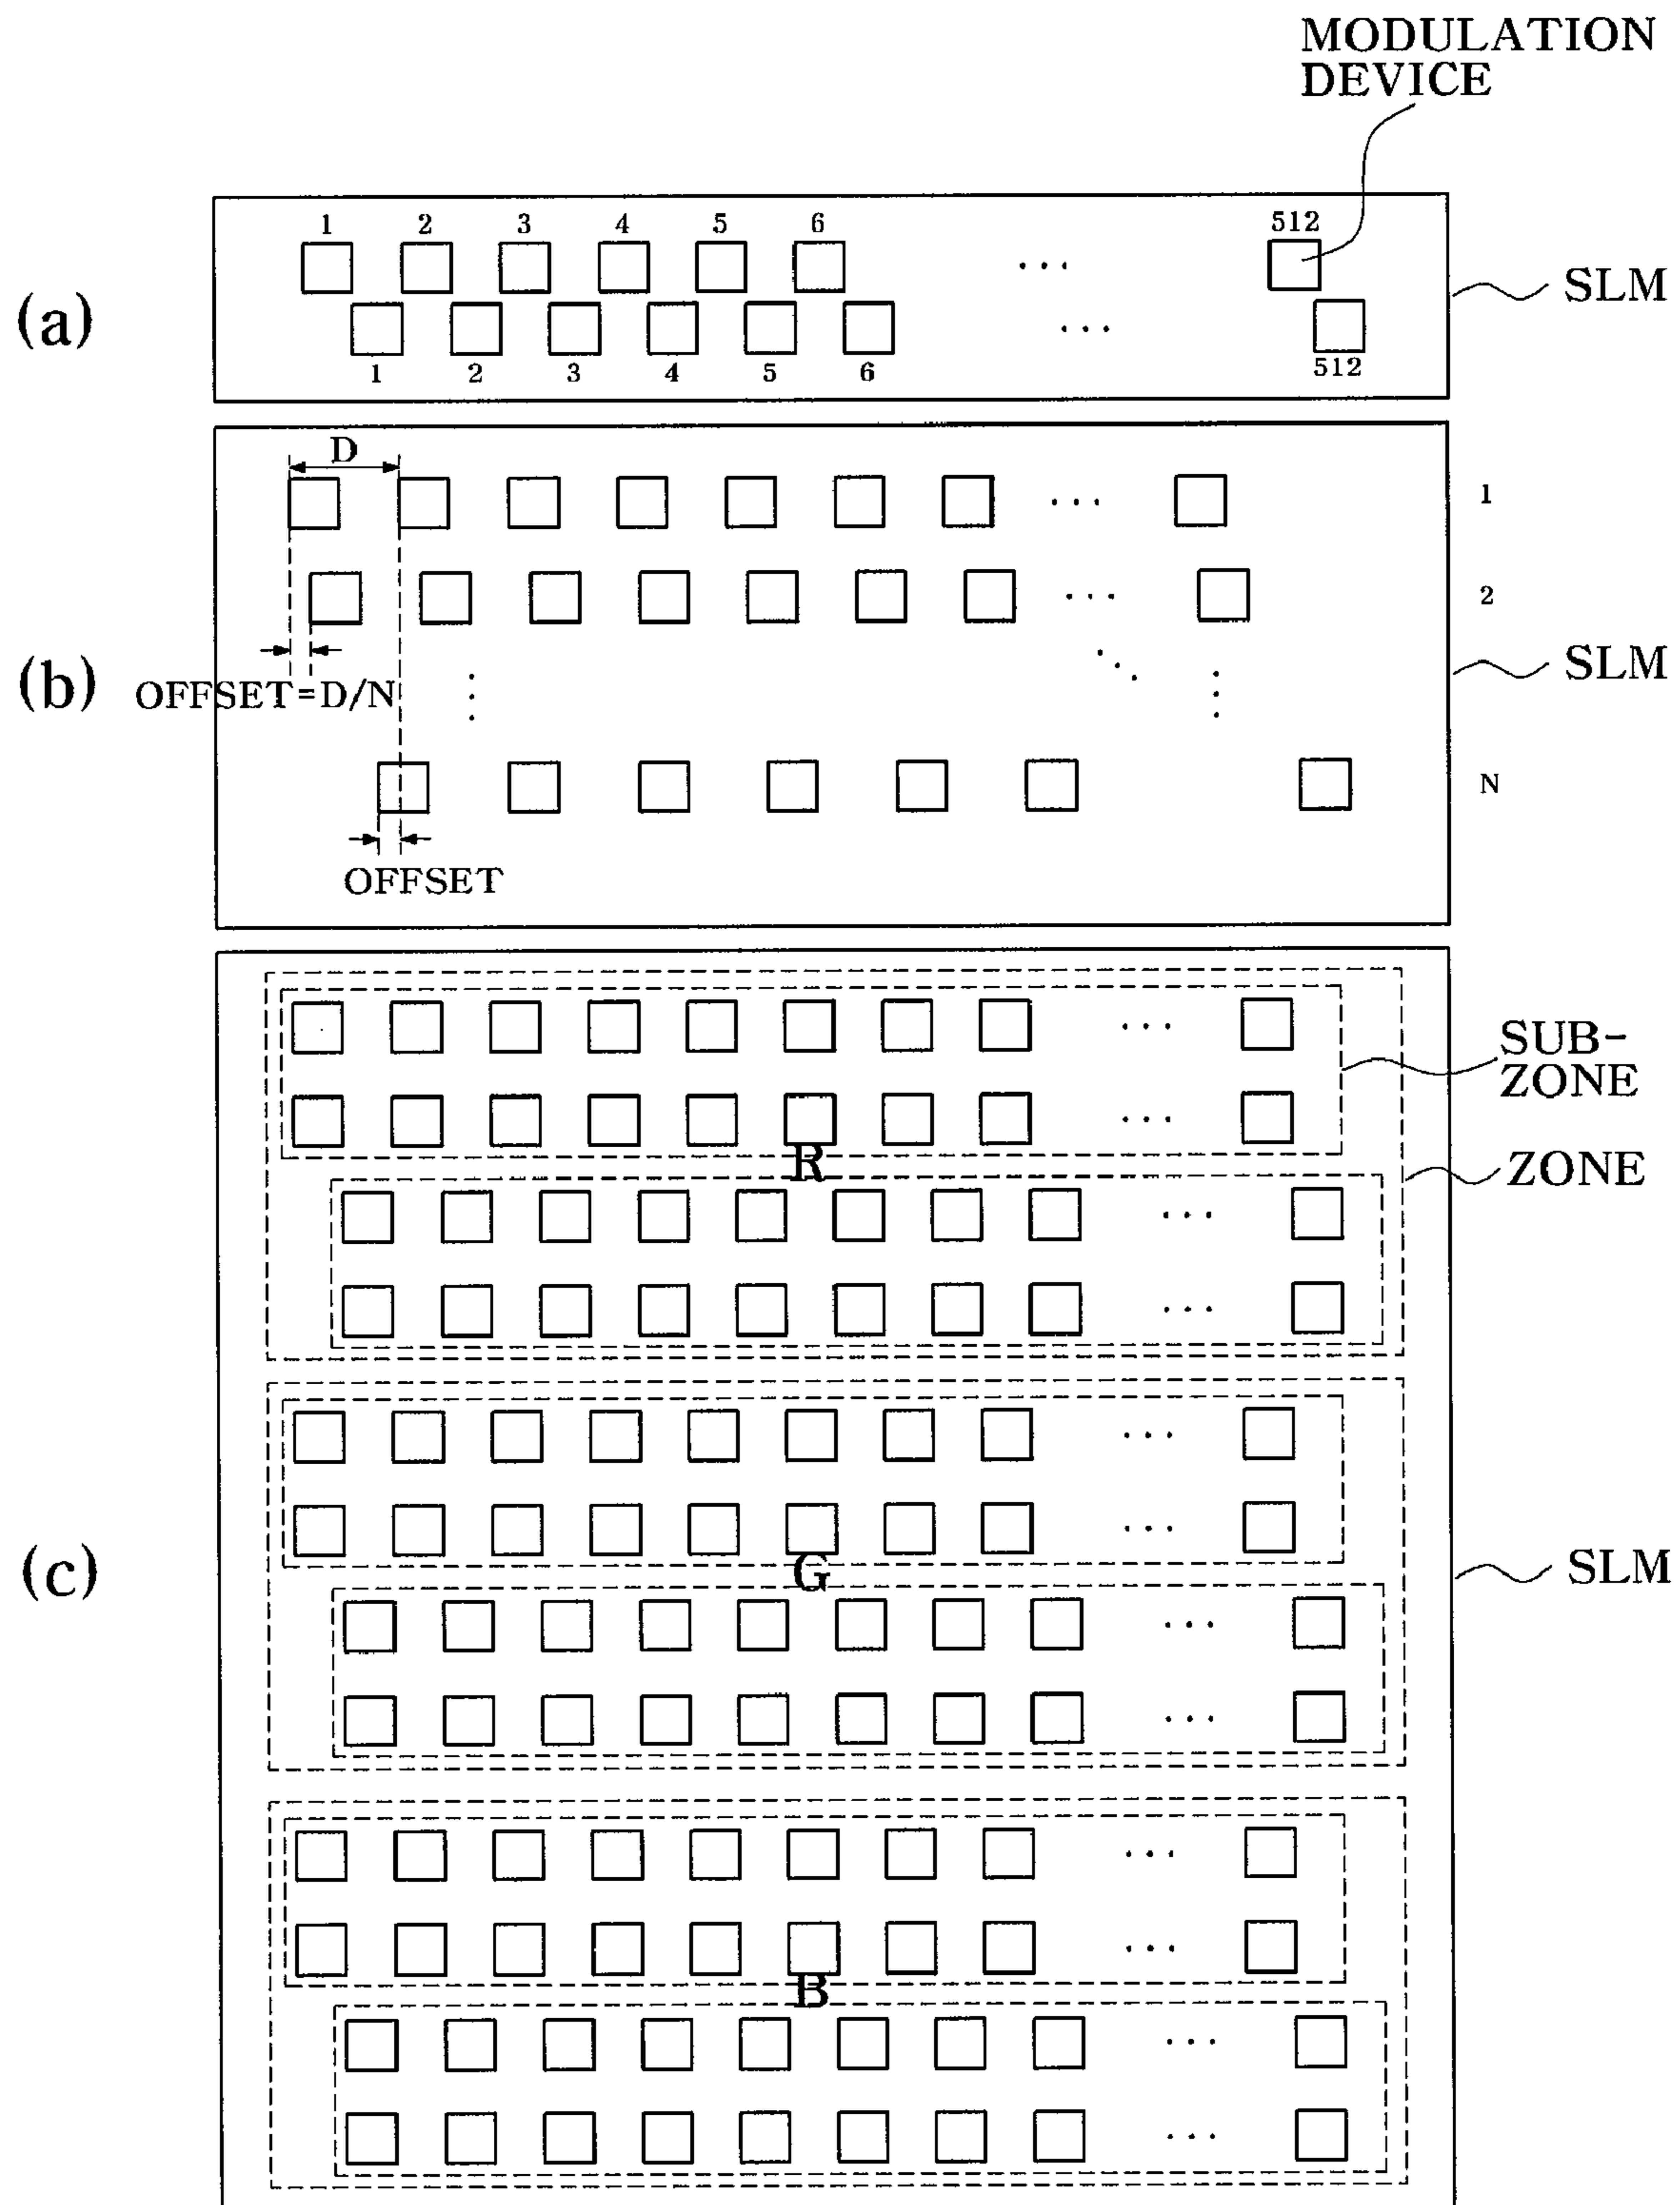 MODULATION
DEVICE
1 2 3 4 5 6 ... 512
(a)
SLM
1 2 3 4 5 6 ... 512
D
1
2
(b)
SLM
OFFSET=D/N
N
OFFSET
SUB-
ZONE
R
ZONE
G
(c)
SLM
B